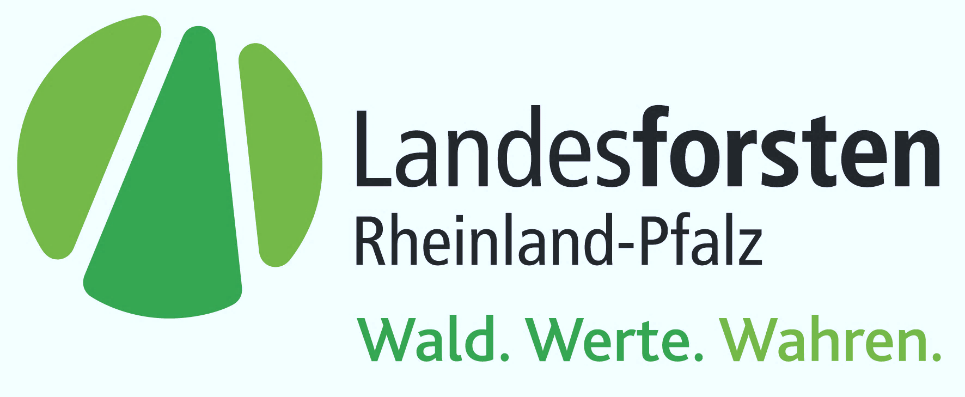 Landesforsten
Rheinland-Pfalz
Wald. Werte. Wahren.